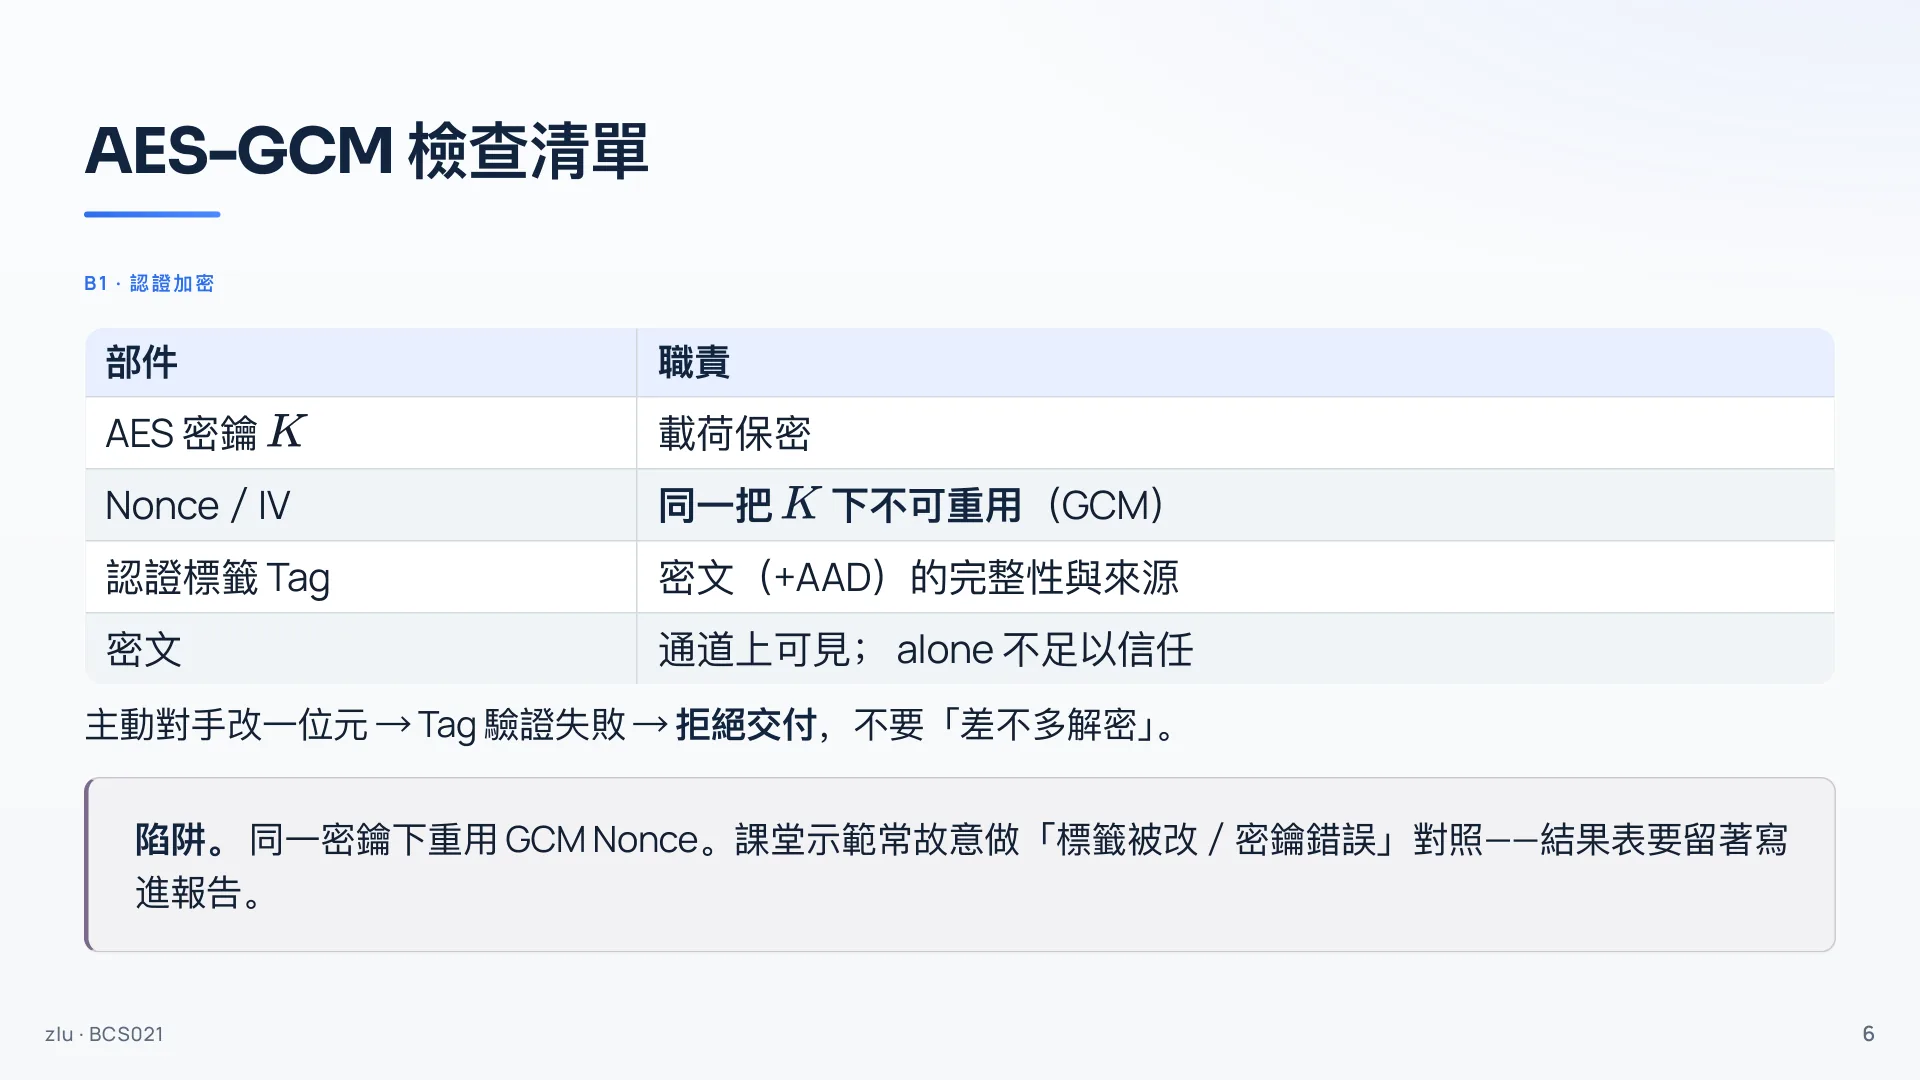 AES-GCM 檢查清單
B1 · 認證加密
部件 職責
AES 密鑰 K 載荷保密
Nonce / IV 同一把 K 下不可重用（GCM）
認證標籤 Tag 密文（+AAD）的完整性與來源
密文 通道上可見； alone 不足以信任
主動對手改一位元 → Tag 驗證失敗 → 拒絕交付，不要「差不多解密」。
陷阱。 同一密鑰下重用 GCM Nonce。課堂示範常故意做「標籤被改 / 密鑰錯誤」對照——結果表要留著寫
進報告。
zlu · BCS021
6